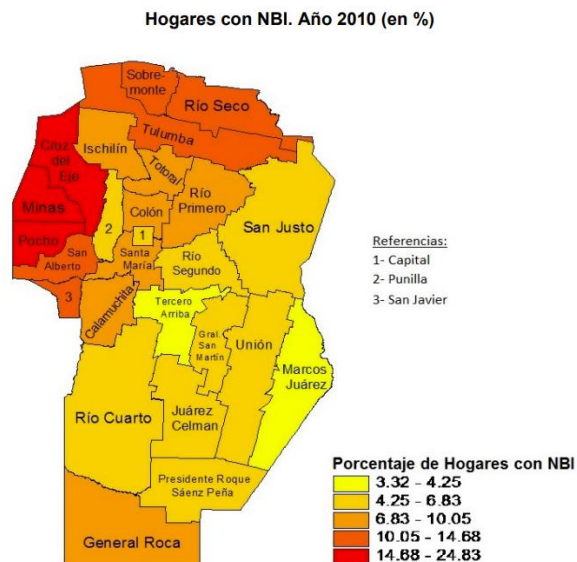 Hogares con NBI. Año 2010 (en %)
Sobre-
monte
Río Seco
Tulumba
Cruz
del
Eje
Ischilín
Totoral
Río
Primero
Minas
Colón
San Justo
2
1
Pocho
San
Alberto
Santa
María
Río
Segundo
3
Calamuchita
Tercero
Arriba
Gral.
San
Martín
Unión
Marcos
Juárez
Río Cuarto
Juárez
Celman
Presidente Roque
Sáenz Peña
General Roca
Referencias:
1- Capital
2- Punilla
3- San Javier
Porcentaje de Hogares con NBI
3.32 - 4.25
4.25 - 6.83
6.83 - 10.05
10.05 - 14.68
14.68 - 24.83